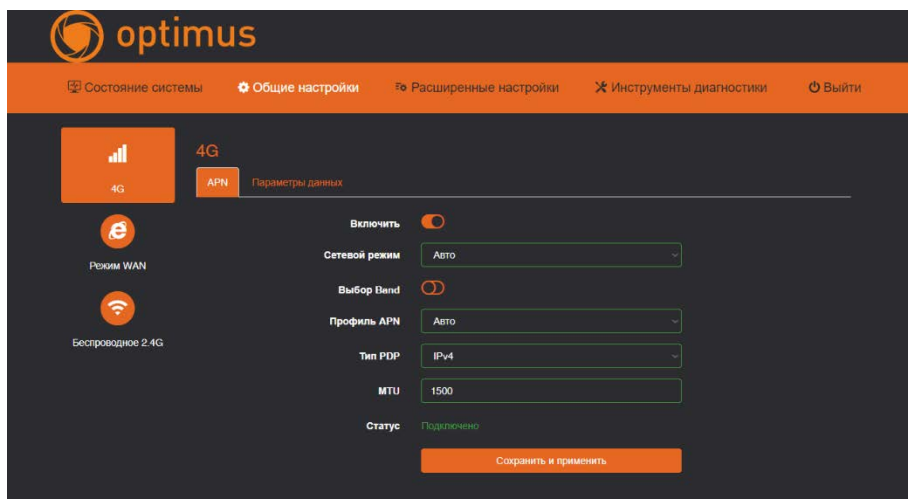 optimus
Состояние системы Общие настройки Расширенные настройки Инструменты диагностики Выйти
4G
4G
APN Параметры данных
Включить
Режим WAN
Сетевой режим Авто
Выбор Band
Беспроводное 2.4G
Профиль APN Авто
Тип PDP IPv4
MTU 1500
Статус Подключено
Сохранить и применить